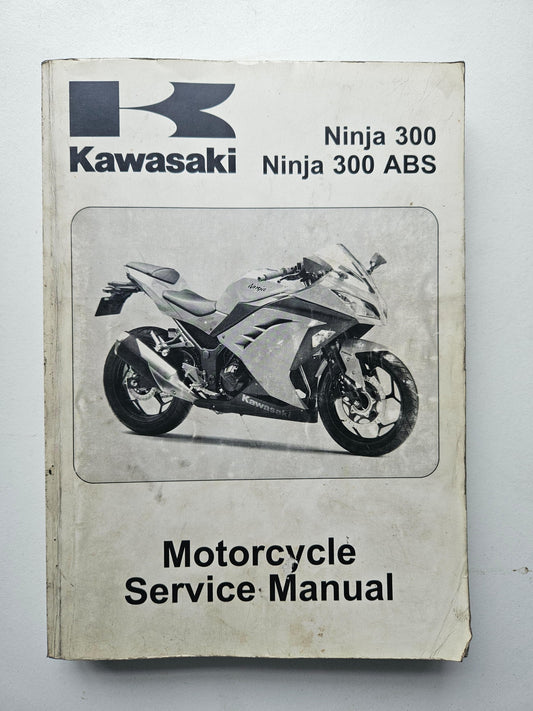 Kawasaki
Ninja 300
Ninja 300 ABS
Ninja
Kawasaki
Motorcycle
Service Manual